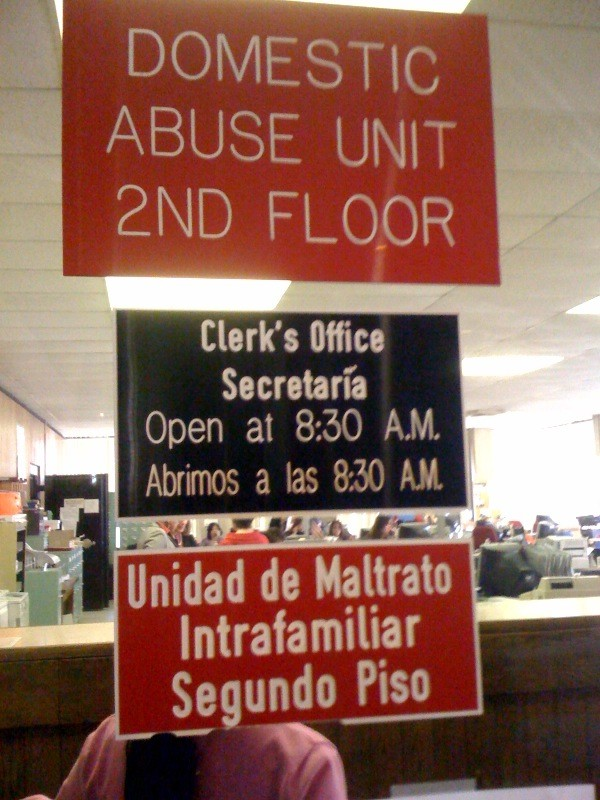 DOMESTIC
ABUSE UNIT
2ND FLOOR
Clerk's Office
Secretaría
Open at 8:30 A.M.
Abrimos a las 8:30 A.M.
Unidad de Maltrato
Intrafamiliar
Segundo Piso